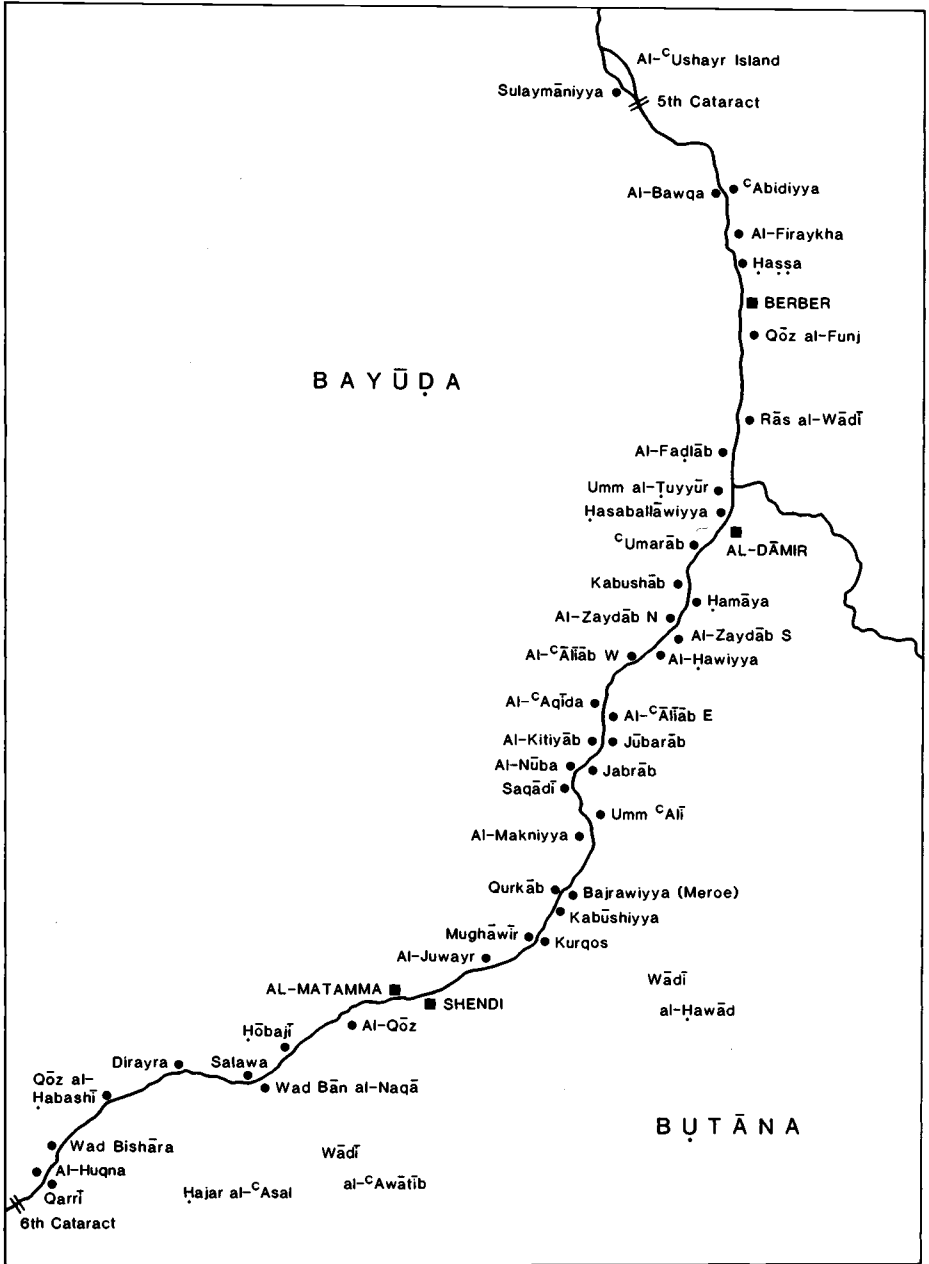 Al-ᶜUshayr Island
Sulaymāniyya
5th Cataract
Al-Bawqa
ᶜAbidiyya
Al-Firaykha
Ḥaṣṣa
BERBER
Qōz al-Funj
BAYŪḌA
Rās al-Wādī
Al-Faḍlāb
Umm al-Ṭuyyūr
Ḥasaballāwiyya
ᶜUmarāb
AL-DĀMIR
Kabushāb
Ḥamāya
Al-Zaydāb N
Al-Zaydāb S
Al-ᶜĀlīāb W
Al-Ḥawiyya
Al-ᶜAqīda
Al-ᶜĀlīāb E
Al-Kitiyāb
Jūbarāb
Al-Nūba
Jabrāb
Saqādī
Umm ᶜAlī
Al-Makniyya
Qurkāb
Bajrawiyya (Meroe)
Kabūshiyya
Mughāwīr
Kurqos
Al-Juwayr
Wādī
al-Ḥawād
AL-MATAMMA
SHENDI
Al-Qōz
Ḥōbajī
Dirayra
Salawa
Wad Bān al-Naqā
Qōz al-
Ḥabashī
BUṬĀNA
Wad Bishāra
Wādī
al-ᶜAwātīb
Al-Huqna
Qarrī
Ḥajar al-ᶜAsal
6th Cataract